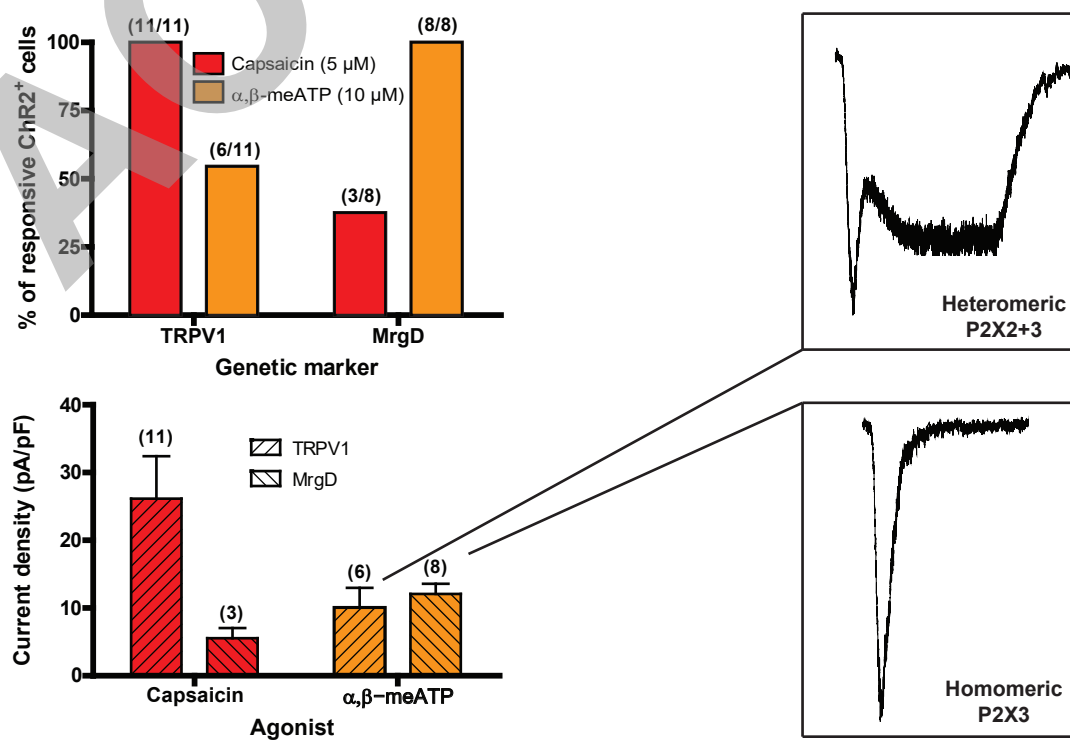 (11/11)
(8/8)
100
Capsaicin (5 μM)
α,β-meATP (10 μM)
75
(6/11)
50
(3/8)
25
0
% of responsive ChR2⁺ cells
TRPV1
MrgD
Genetic marker
Heteromeric
P2X2+3
40
(11)
TRPV1
MrgD
30
20
(6)
(8)
10
(3)
0
Current density (pA/pF)
Capsaicin
α,β−meATP
Agonist
Homomeric
P2X3